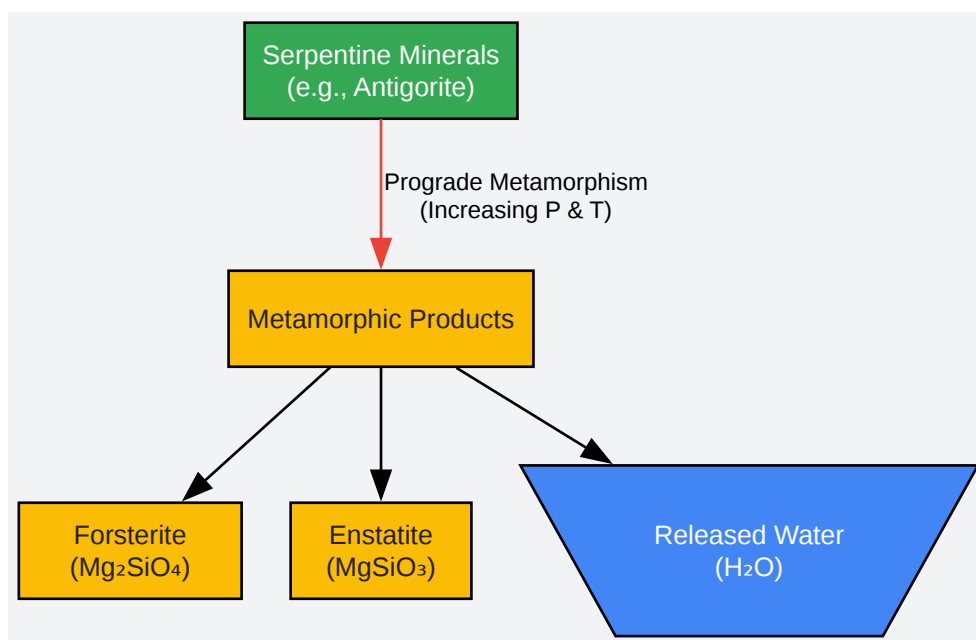 Serpentine Minerals
(e.g., Antigorite)
Prograde Metamorphism
(Increasing P & T)
Metamorphic Products
Forsterite
(Mg₂SiO₄)
Enstatite
(MgSiO₃)
Released Water
(H₂O)